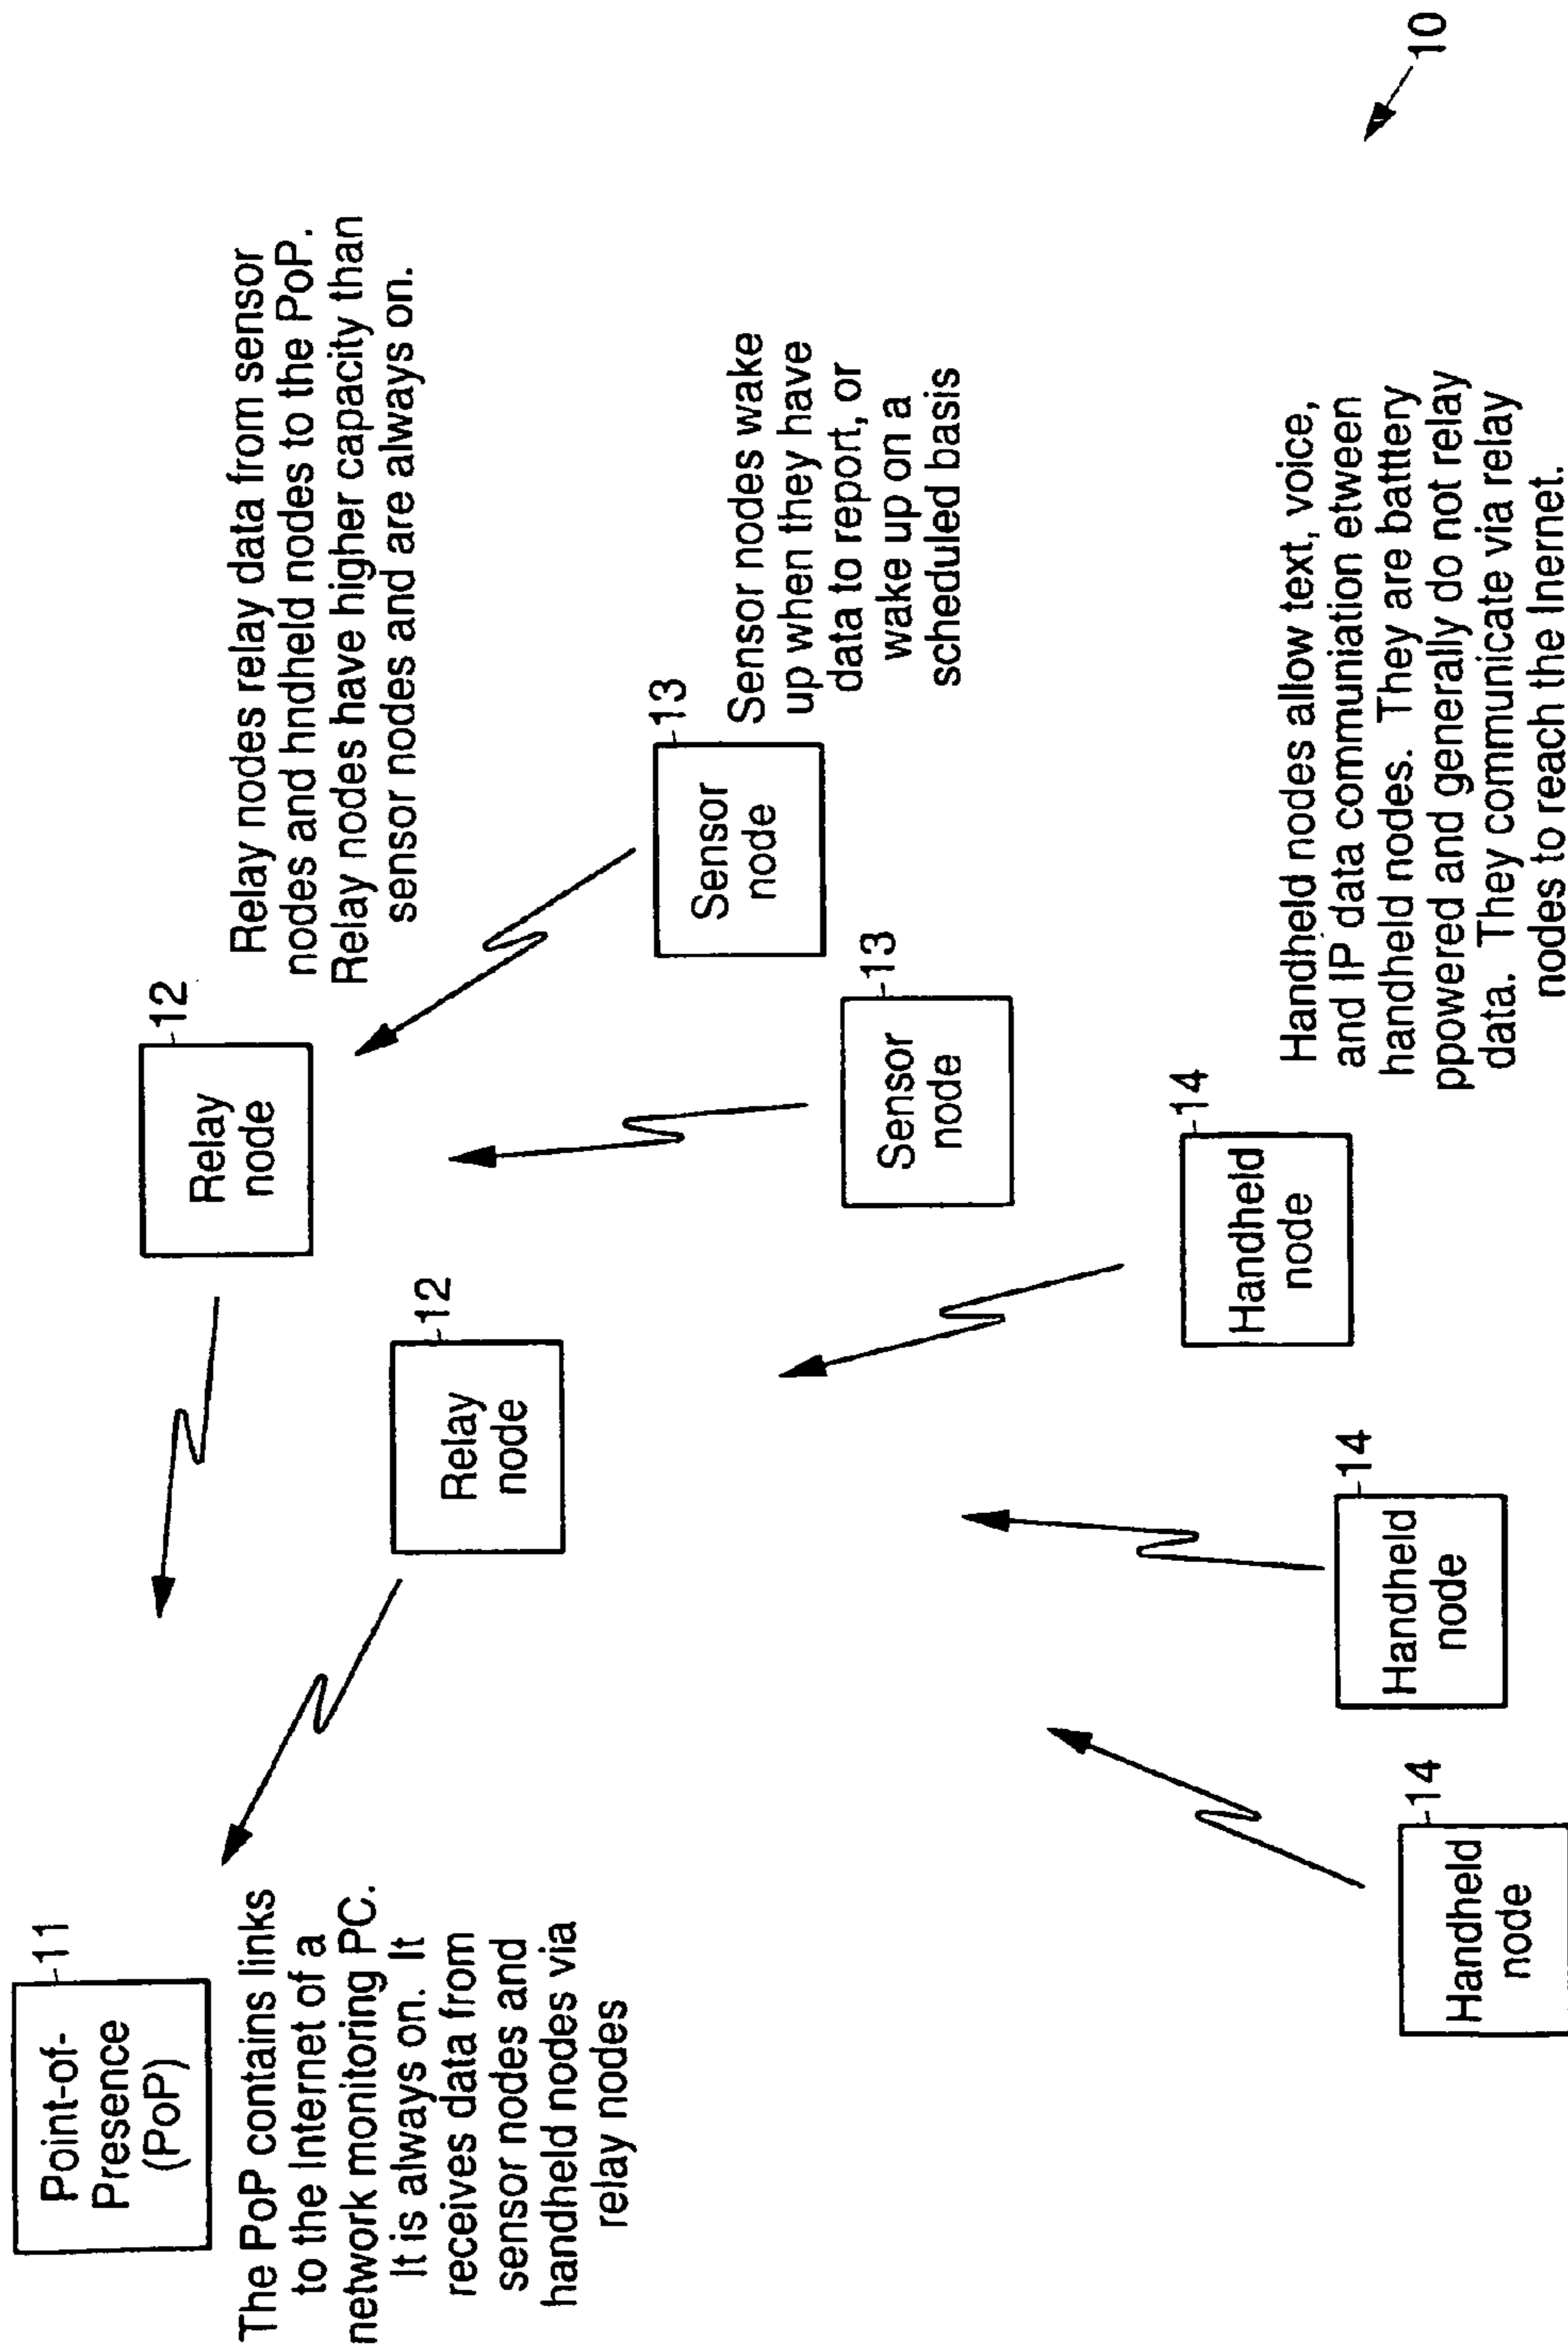 11
Point-of-
Presence
(PoP)
The PoP contains links
to the Internet of a
network monitoring PC.
It is always on. It
receives data from
sensor nodes and
handheld nodes via
relay nodes
12
Relay
node
Relay nodes relay data from sensor
nodes and hndheld nodes to the PoP.
Relay nodes have higher capacity than
sensor nodes and are always on.
12
Relay
node
13
Sensor
node
Sensor nodes wake
up when they have
data to report, or
wake up on a
scheduled basis
13
Sensor
node
14
Handheld
node
14
Handheld
node
14
Handheld
node
Handheld nodes allow text, voice,
and IP data communiation etween
handheld nodes. They are batttery
ppowered and generally do not relay
data. They communicate via relay
nodes to reach the Inernet.
10